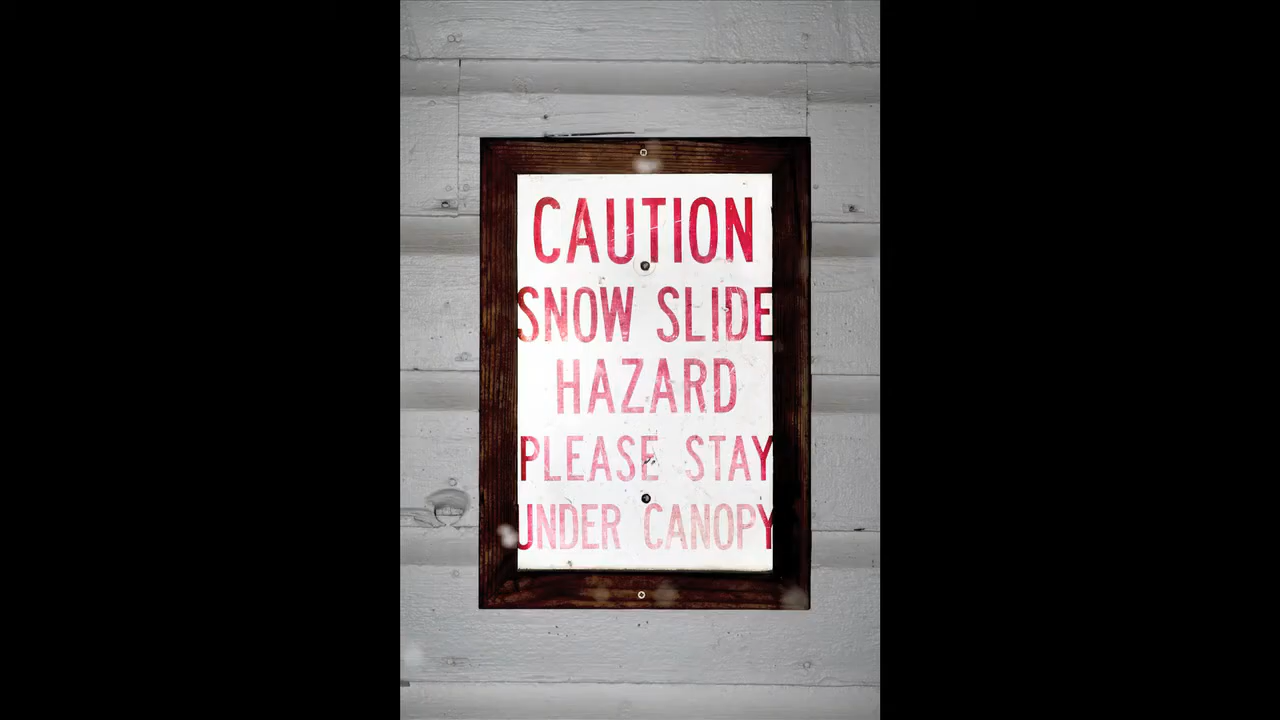 CAUTION
SNOW SLIDE
HAZARD
PLEASE STAY
UNDER CANOPY